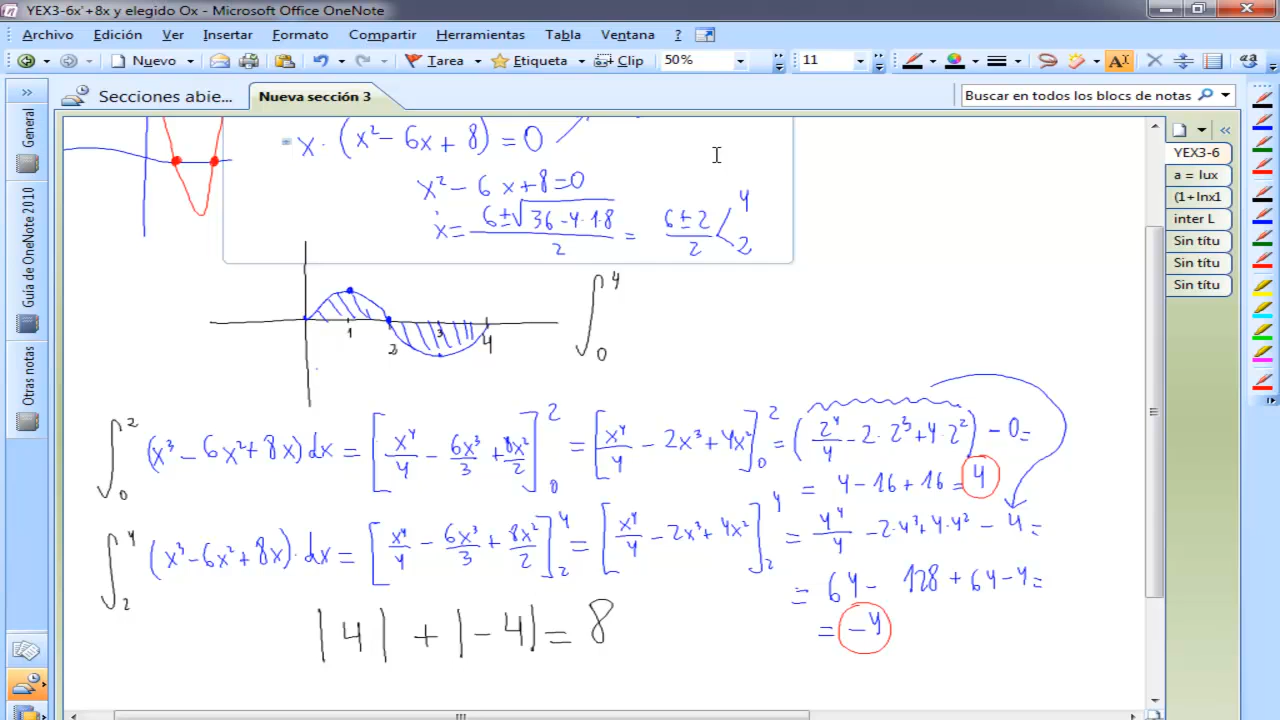 YEX3-6x'+8x y elegido Ox - Microsoft Office OneNote
Archivo Edición Ver Insertar Formato Compartir Herramientas Tabla Ventana ?
Nuevo Tarea Etiqueta Clip 50% 11
Secciones abie... Nueva sección 3 Buscar en todos los blocs de notas
General
Guía de OneNote 2010
Otras notas
YEX3-6
a = lux
(1+lnx1
inter L
Sin títu
Sin títu
Sin títu
= x · (x² - 6x + 8) = 0
x² - 6x + 8 = 0
x = 6±√36-4·1·8 / 2 = 6±2 / 2 < 4 2
∫₀⁴
1 2 3 4
∫₀² (x³ - 6x² + 8x) dx = [x⁴/4 - 6x³/3 + 8x²/2]₀² = [x⁴/4 - 2x³ + 4x²]₀² = (2⁴/4 - 2·2³ + 4·2²) - 0 =
= 4 - 16 + 16 = 4
∫₂⁴ (x³ - 6x² + 8x)·dx = [x⁴/4 - 6x³/3 + 8x²/2]₂⁴ = [x⁴/4 - 2x³ + 4x²]₂⁴ = 4⁴/4 - 2·4³ + 4·4² - 4 =
= 64 - 128 + 64 - 4 =
= -4
|4| + |-4| = 8